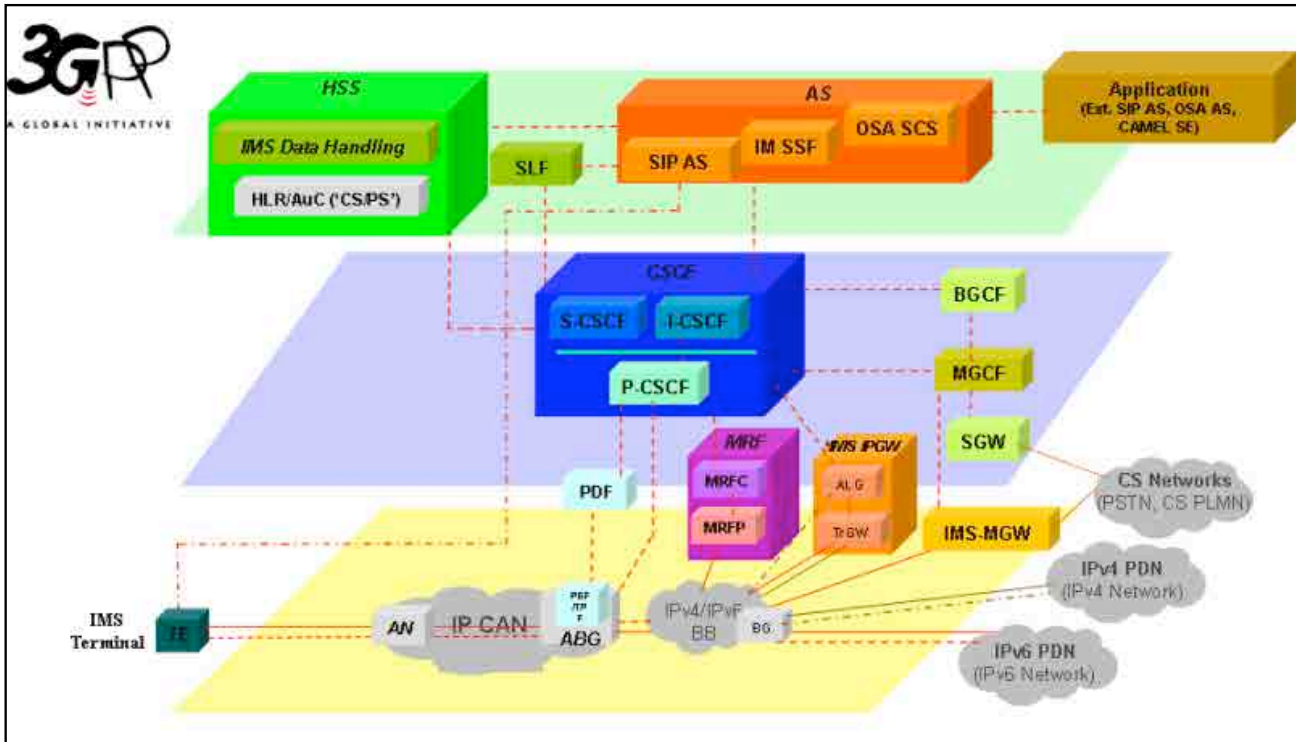 3GPP
A GLOBAL INITIATIVE
HSS
IMS Data Handling
HLR/AuC ('CS/PS')
SLF
AS
SIP AS
IM SSF
OSA SCS
Application
(Ext. SIP AS, OSA AS,
CAMEL SE)
CSCF
S-CSCF
I-CSCF
P-CSCF
BGCF
MGCF
SGW
MRF
MRFC
MRFP
IMS IPGW
ALG
TrGW
PDF
IMS-MGW
CS Networks
(PSTN, CS PLMN)
IPv4 PDN
(IPv4 Network)
IPv6 PDN
(IPv6 Network)
IMS
Terminal
TE
AN
IP CAN
ABG
BB
BG